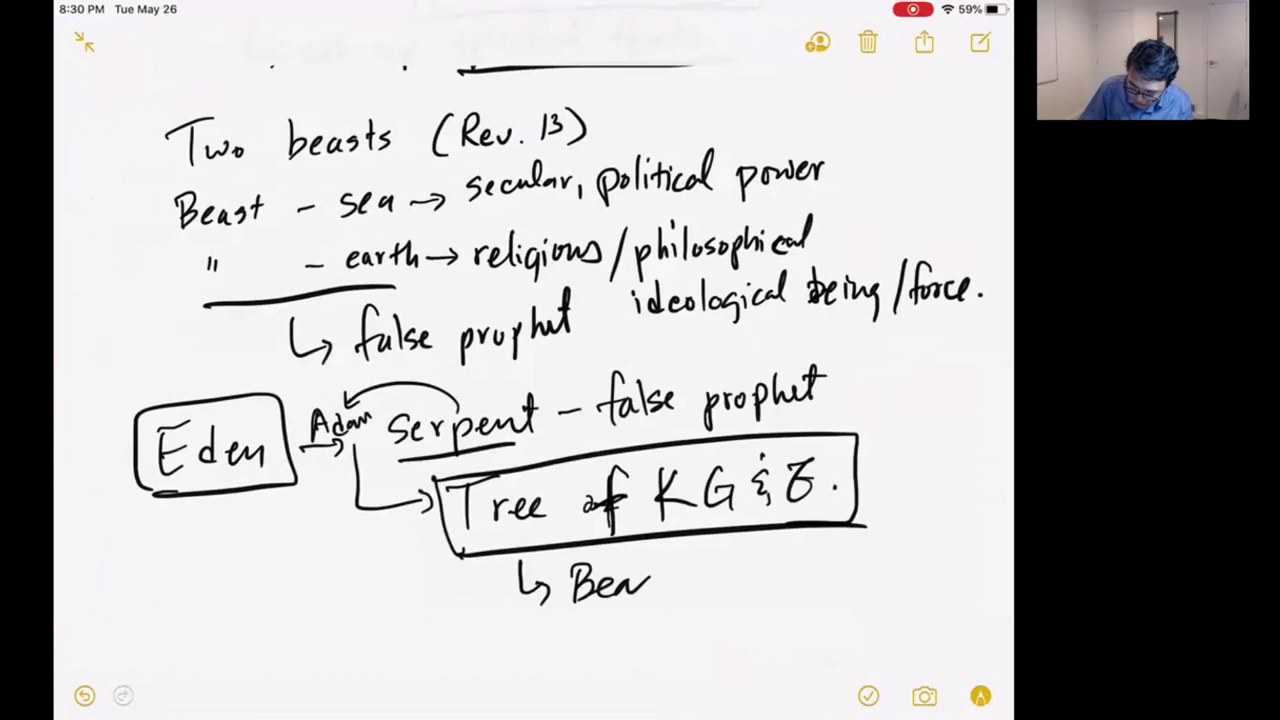 8:30 PM Tue May 26
59%
Two beasts (Rev. 13)
Beast - sea → secular, political power
" - earth → religious/philosophical
ideological being/force.
↳ false prophet
Eden → Adam serpent - false prophet
Tree of KG & E.
↳ Bea